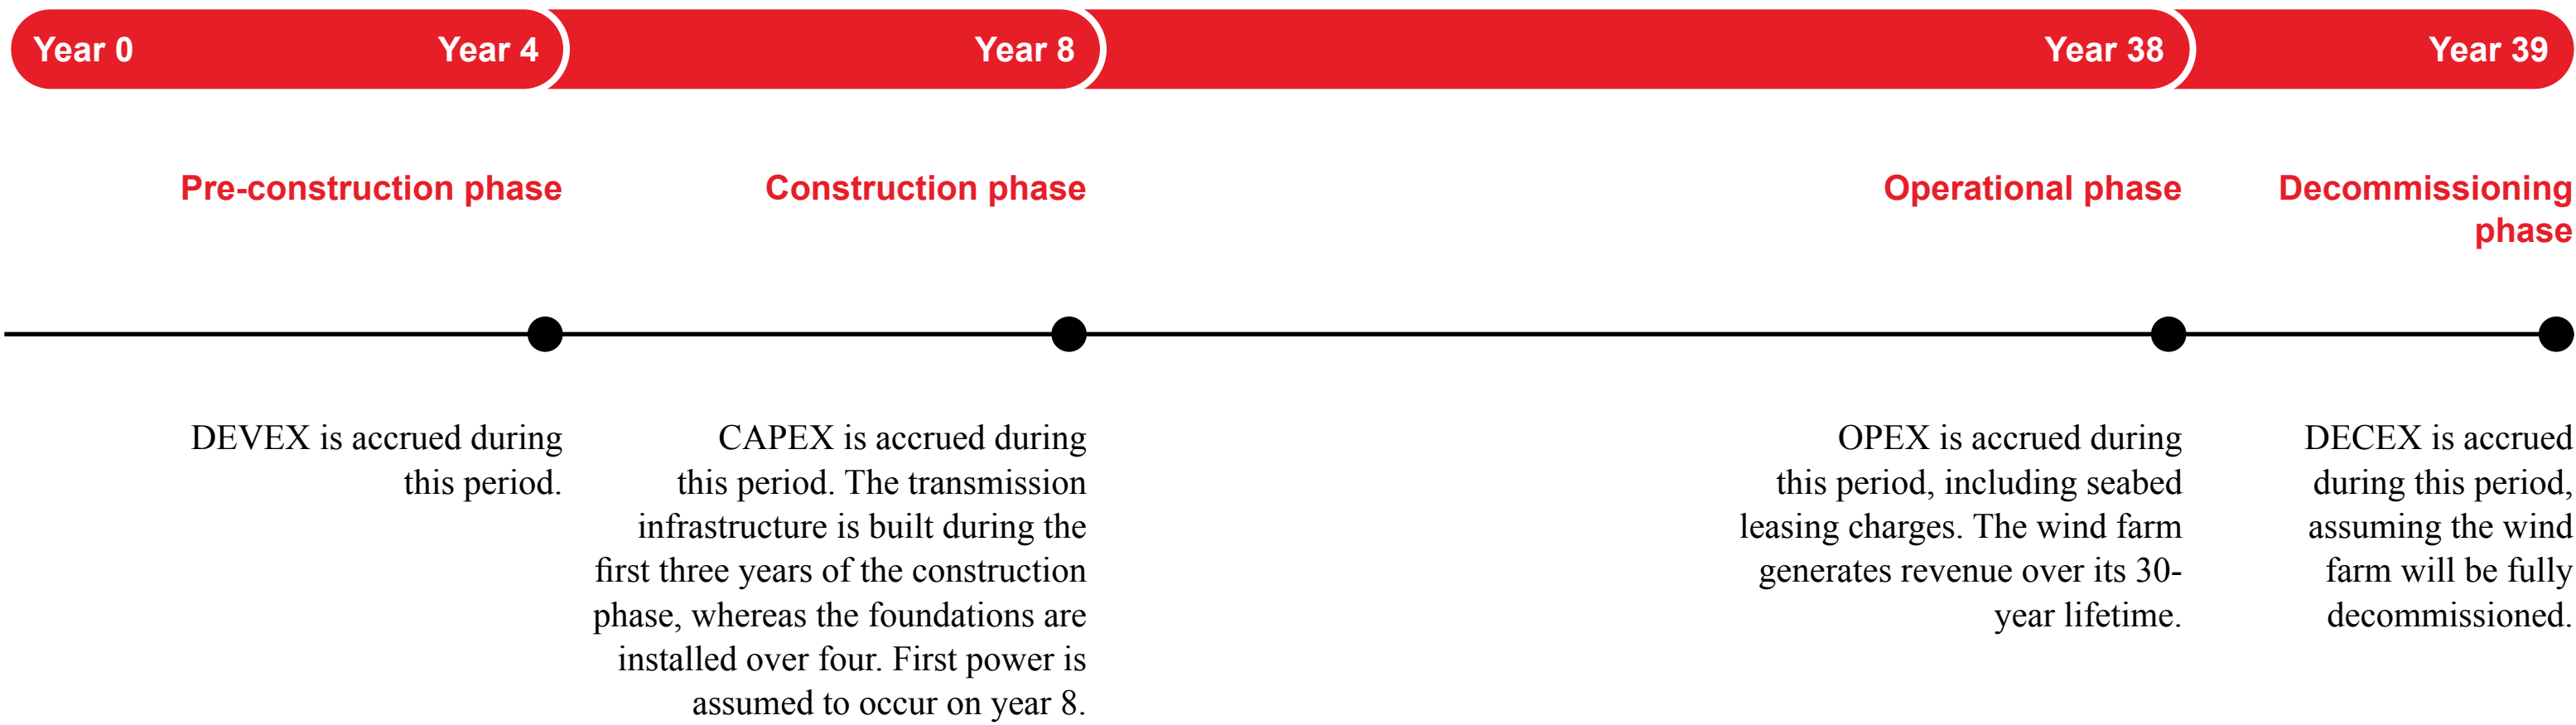 Year 0
Year 4
Year 8
Year 38
Year 39
Pre-construction phase
Construction phase
Operational phase
Decommissioning
phase
DEVEX is accrued during
this period.
CAPEX is accrued during
this period. The transmission
infrastructure is built during the
first three years of the construction
phase, whereas the foundations are
installed over four. First power is
assumed to occur on year 8.
OPEX is accrued during
this period, including seabed
leasing charges. The wind farm
generates revenue over its 30-
year lifetime.
DECEX is accrued
during this period,
assuming the wind
farm will be fully
decommissioned.